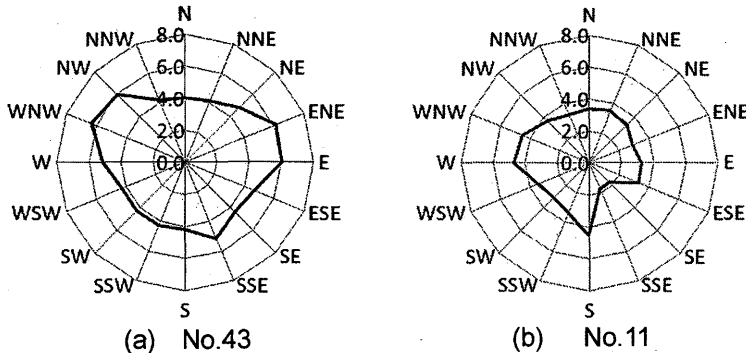 N
NNW 8.0 NNE
NW 6.0 NE
4.0
WNW 2.0 ENE
W 0.0 E
WSW ESE
SW SE
SSW SSE
S
(a) No.43
N
NNW 8.0 NNE
NW 6.0 NE
4.0
WNW 2.0 ENE
W 0.0 E
WSW ESE
SW SE
SSW SSE
S
(b) No.11